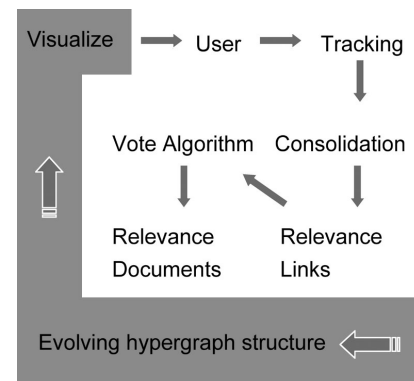 Visualize
User
Tracking
Vote Algorithm
Consolidation
Relevance
Documents
Relevance
Links
Evolving hypergraph structure